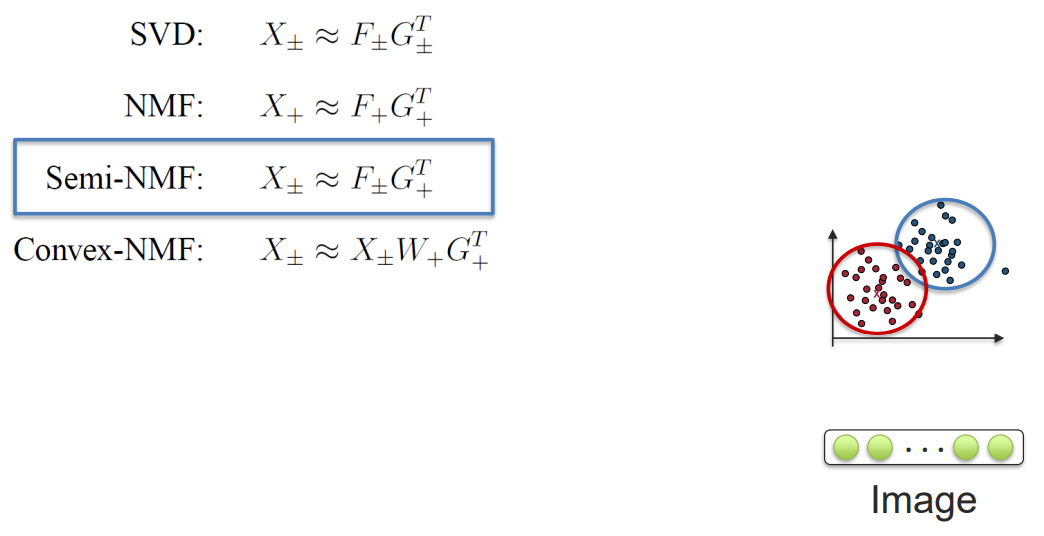 SVD: X± ≈ F±G±^T
NMF: X+ ≈ F+G+^T
Semi-NMF: X± ≈ F±G+^T
Convex-NMF: X± ≈ X±W+G+^T
x
x
. . .
Image